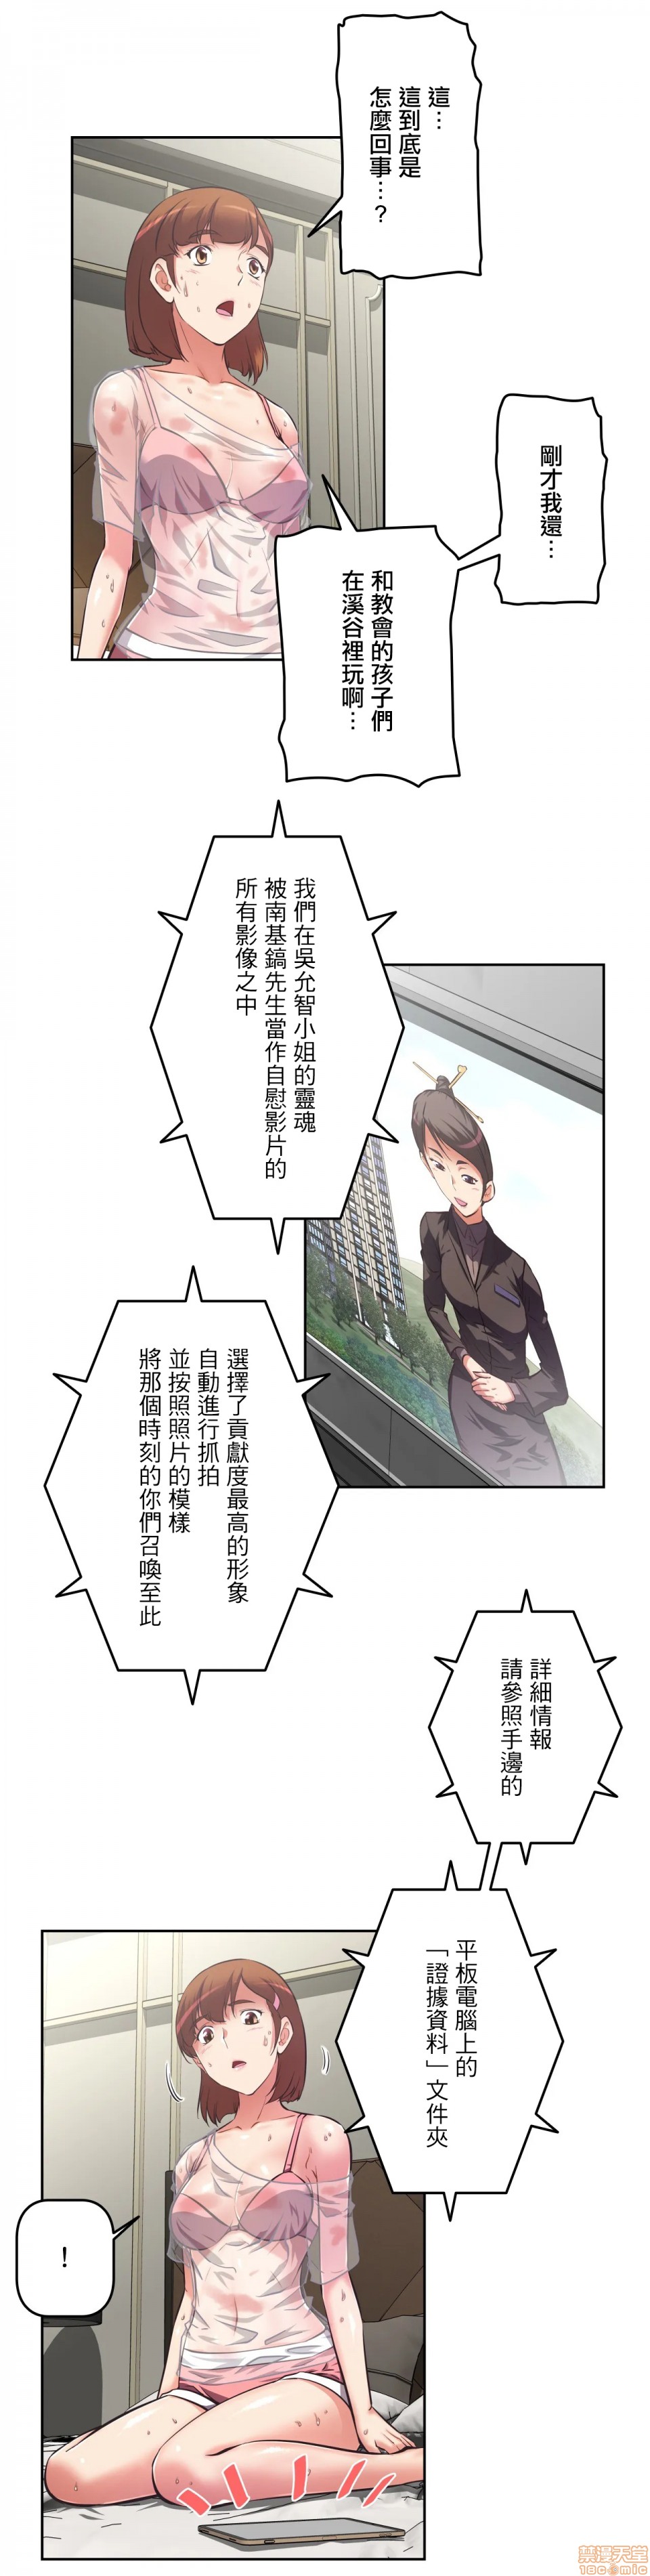 這…
這到底是
怎麼回事…?
剛才我還…
和教會的孩子們
在溪谷裡玩啊…
我們在吳允智小姐的靈魂
被南基鎬先生當作自慰影片的
所有影像之中
選擇了貢獻度最高的形象
自動進行抓拍
並按照照片的模樣
將那個時刻的你們召喚至此
詳細情報
請參照手邊的
平板電腦上的
「證據資料」文件夾
!
禁漫天堂
18comic